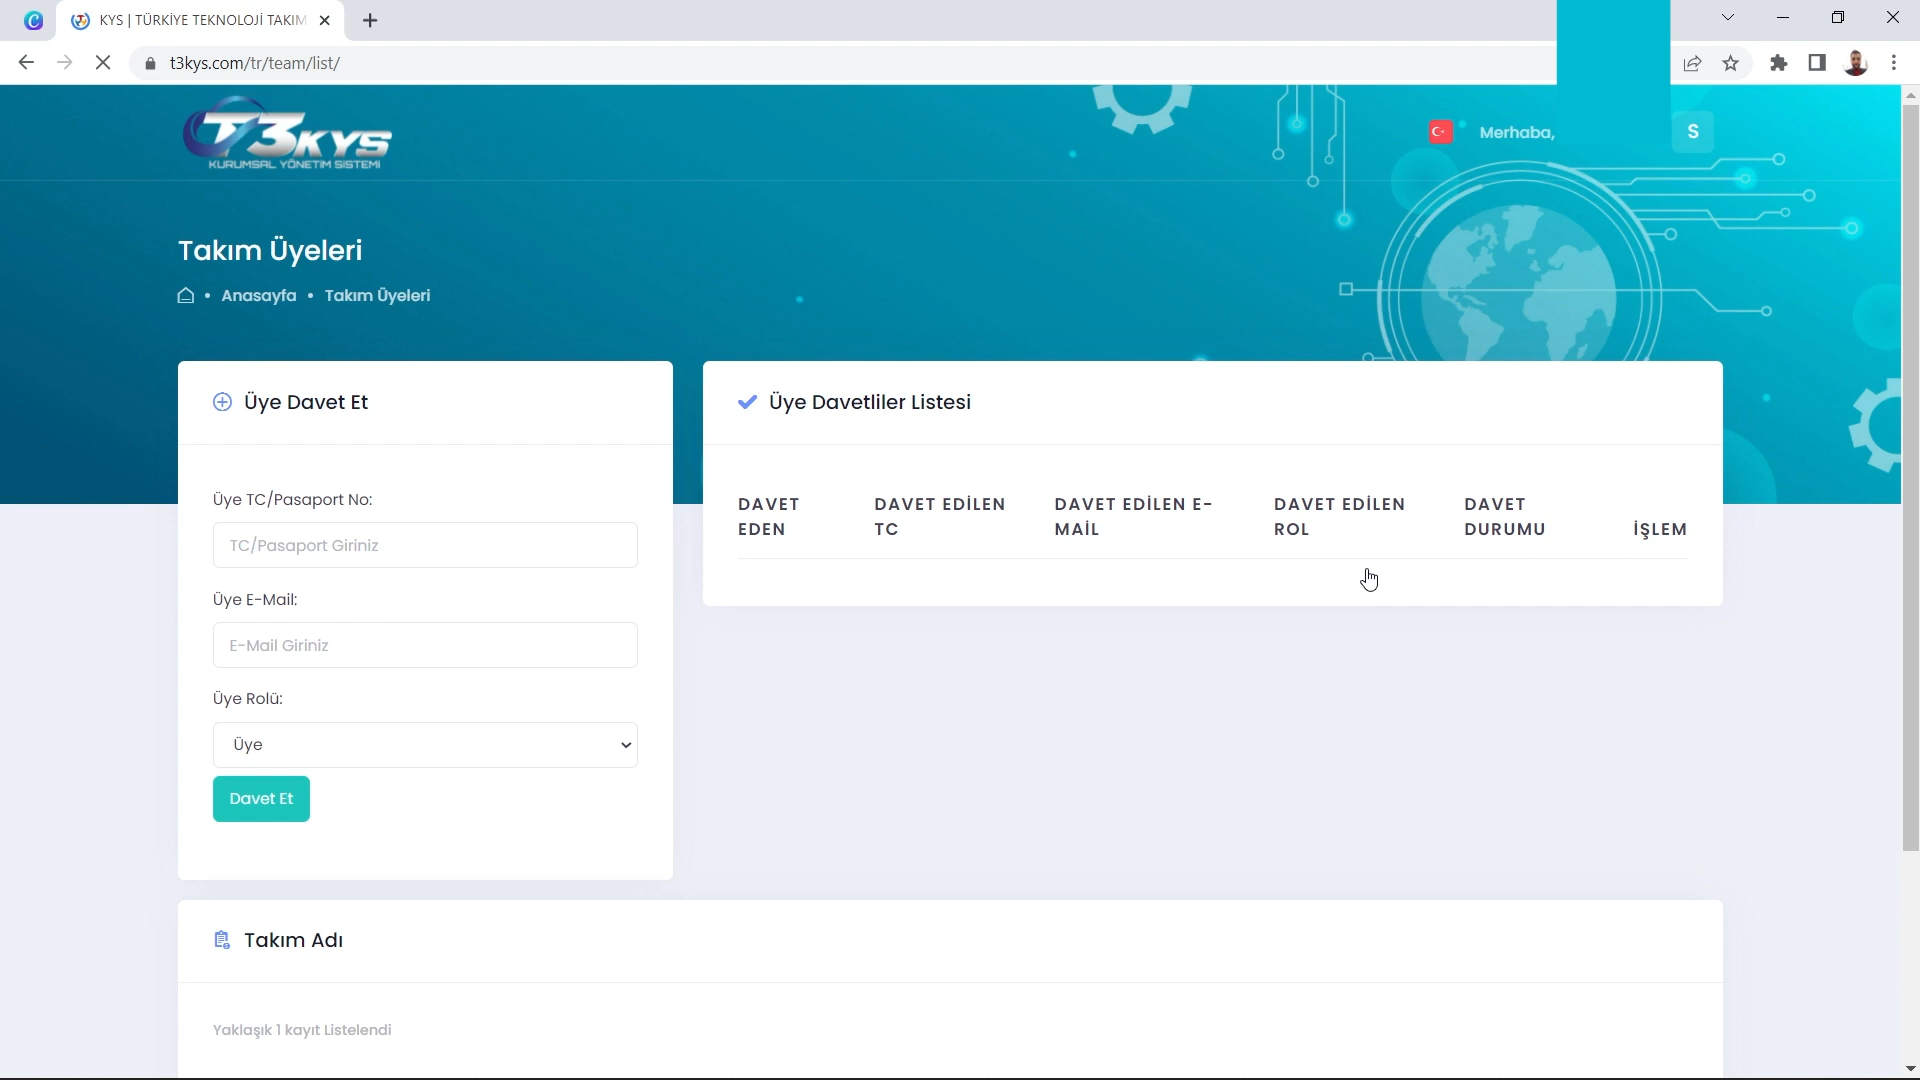 KYS | TÜRKİYE TEKNOLOJİ TAKIM
t3kys.com/tr/team/list/
T3KYS
KURUMSAL YÖNETİM SİSTEMİ
Merhaba,
S
Takım Üyeleri
Anasayfa • Takım Üyeleri
Üye Davet Et
Üye TC/Pasaport No:
TC/Pasaport Giriniz
Üye E-Mail:
E-Mail Giriniz
Üye Rolü:
Üye
Davet Et
Üye Davetliler Listesi
DAVET EDEN
DAVET EDİLEN TC
DAVET EDİLEN E-MAİL
DAVET EDİLEN ROL
DAVET DURUMU
İŞLEM
Takım Adı
Yaklaşık 1 kayıt Listelendi